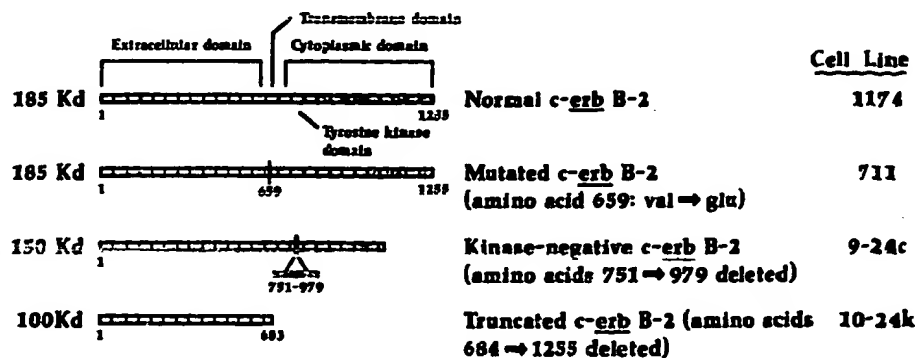 Transmembrane domain
Extracellular domain
Cytoplasmic domain
Cell Line
185 Kd
1
1255
Normal c-erb B-2
1174
Tyrosine kinase
domain
185 Kd
1
659
1255
Mutated c-erb B-2
(amino acid 659: val ➡ glu)
711
150 Kd
1
751-979
Kinase-negative c-erb B-2
(amino acids 751 ➡ 979 deleted)
9-24c
100Kd
1
683
Truncated c-erb B-2 (amino acids
684 ➡ 1255 deleted)
10-24k